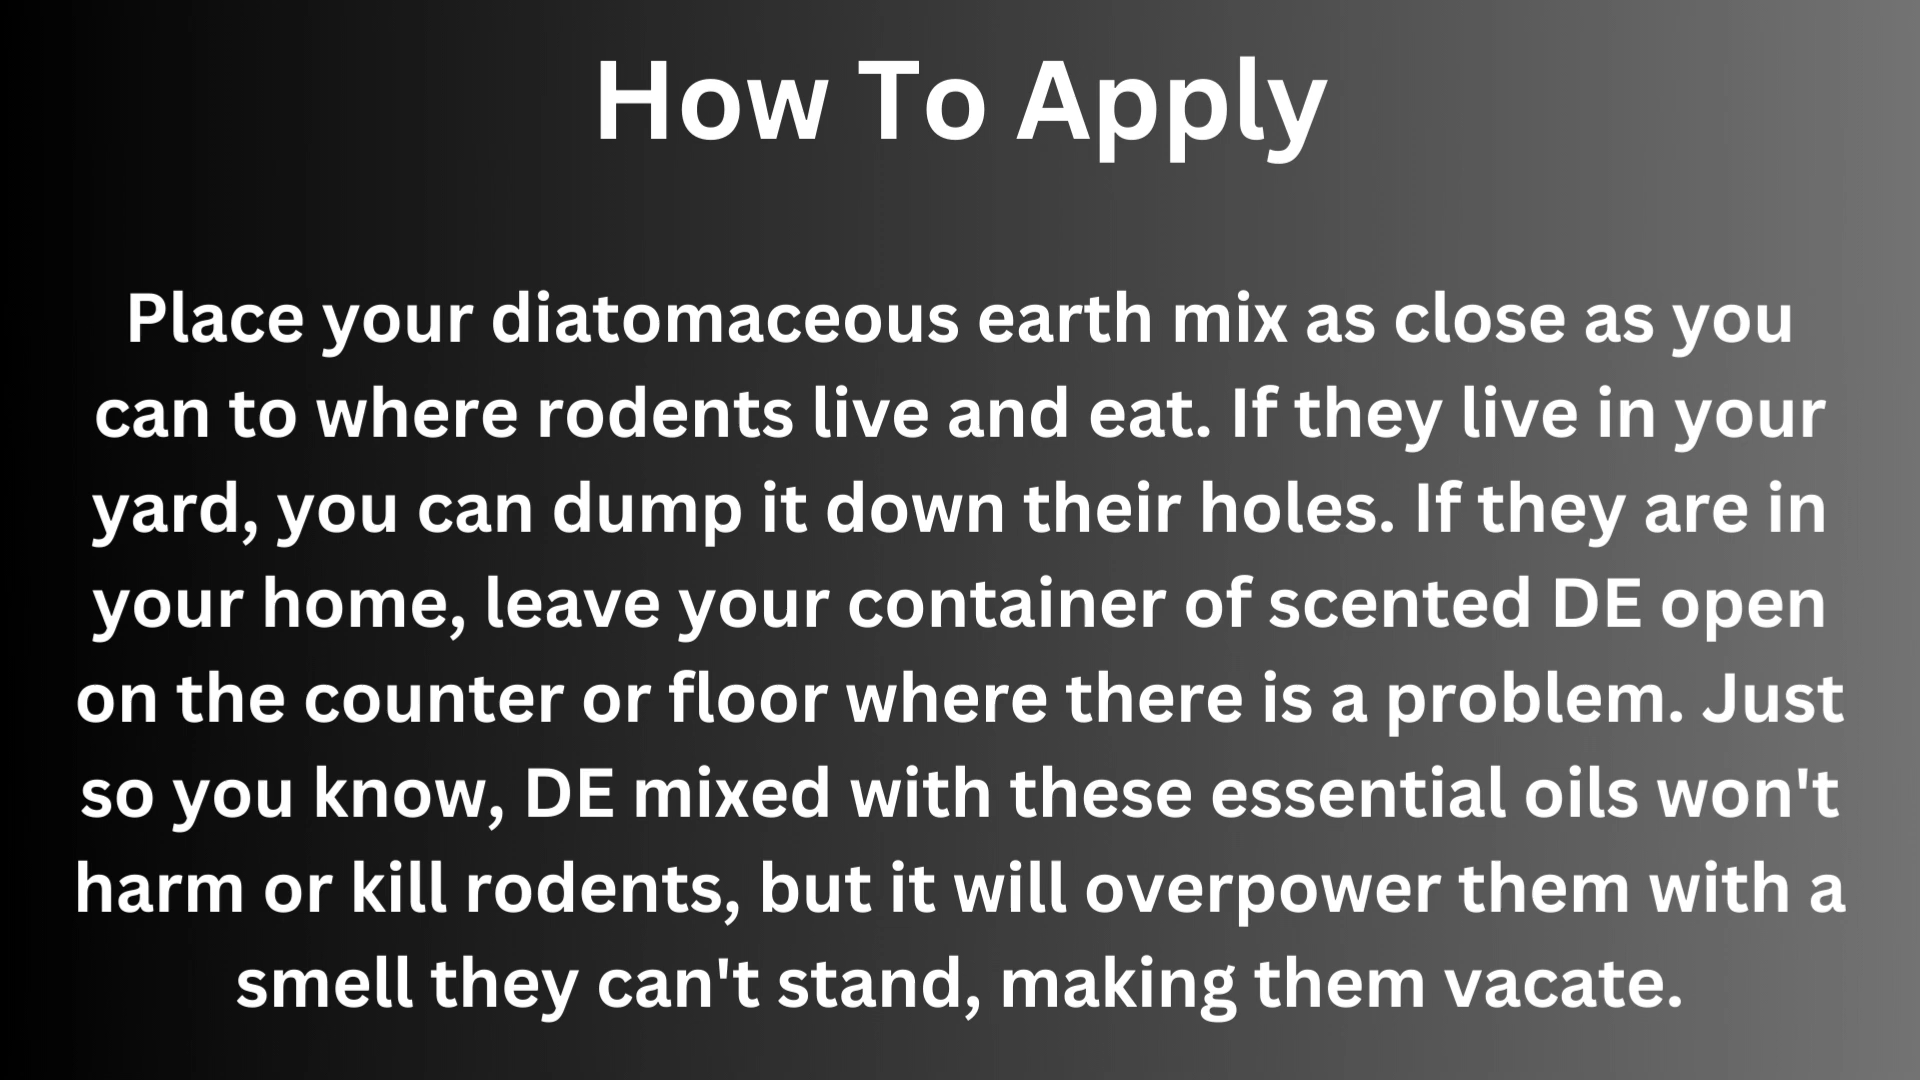 How To Apply
Place your diatomaceous earth mix as close as you
can to where rodents live and eat. If they live in your
yard, you can dump it down their holes. If they are in
your home, leave your container of scented DE open
on the counter or floor where there is a problem. Just
so you know, DE mixed with these essential oils won't
harm or kill rodents, but it will overpower them with a
smell they can't stand, making them vacate.